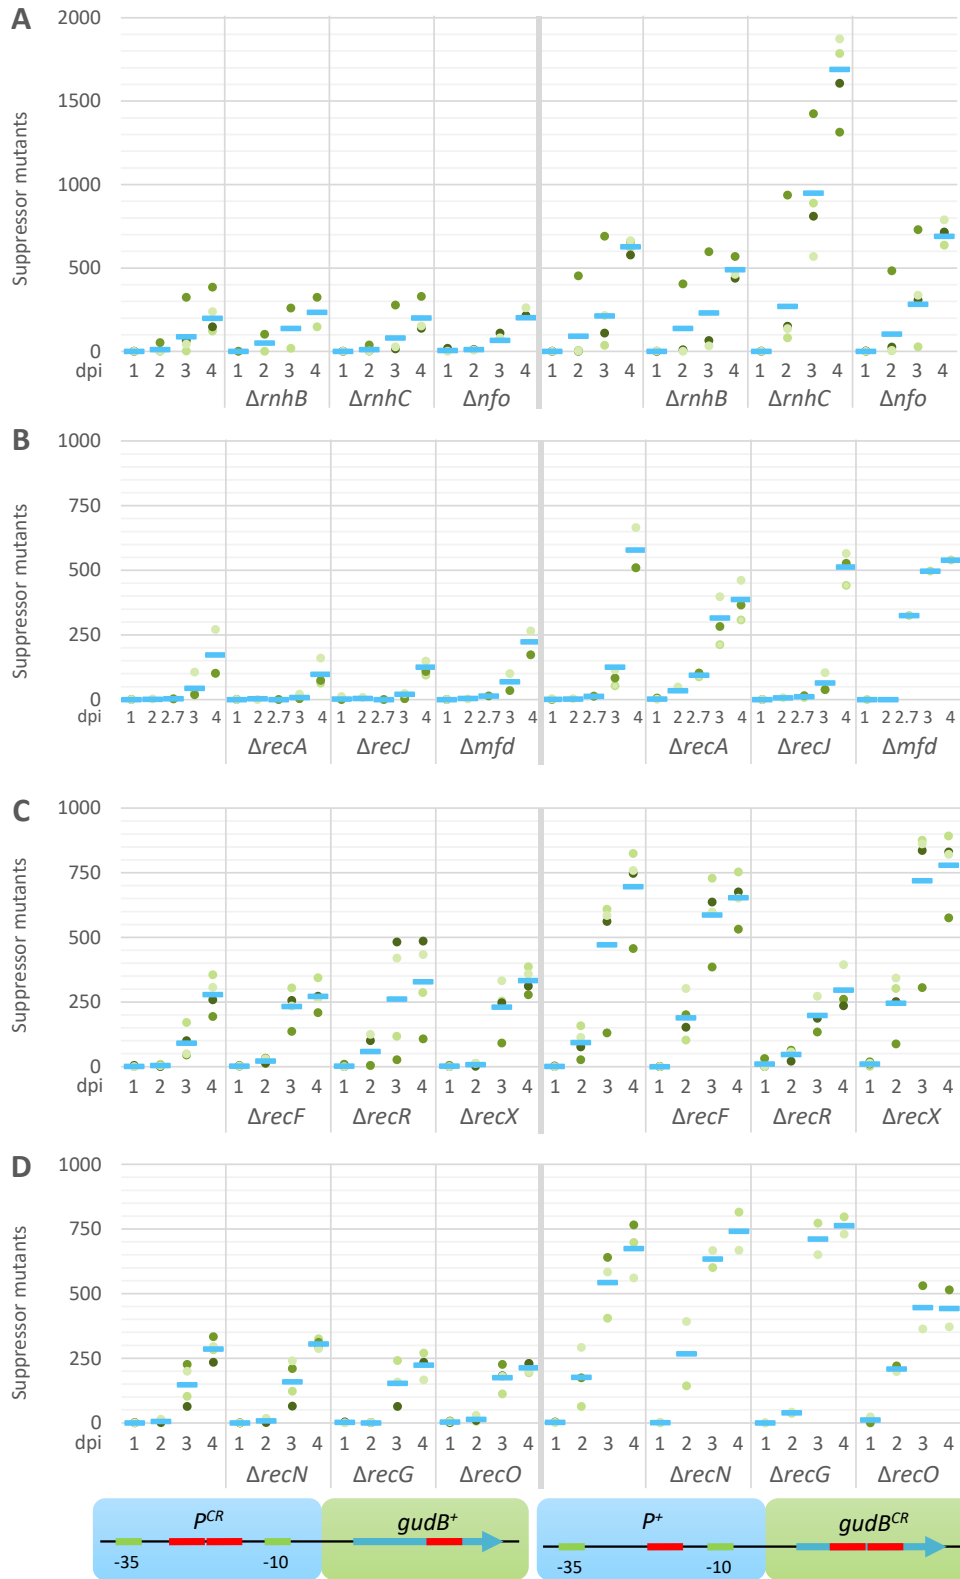 A
Suppressor mutants
2000
1500
1000
500
0
dpi 1 2 3 4 1 2 3 4 1 2 3 4 1 2 3 4 1 2 3 4 1 2 3 4 1 2 3 4 1 2 3 4
ΔrnhB ΔrnhC Δnfo ΔrnhB ΔrnhC Δnfo
B
Suppressor mutants
1000
750
500
250
0
dpi 1 2 2.7 3 4 1 2 2.7 3 4 1 2 2.7 3 4 1 2 2.7 3 4 1 2 2.7 3 4 1 2 2.7 3 4 1 2 2.7 3 4 1 2 2.7 3 4
ΔrecA ΔrecJ Δmfd ΔrecA ΔrecJ Δmfd
C
Suppressor mutants
1000
750
500
250
0
dpi 1 2 3 4 1 2 3 4 1 2 3 4 1 2 3 4 1 2 3 4 1 2 3 4 1 2 3 4 1 2 3 4
ΔrecF ΔrecR ΔrecX ΔrecF ΔrecR ΔrecX
D
Suppressor mutants
1000
750
500
250
0
dpi 1 2 3 4 1 2 3 4 1 2 3 4 1 2 3 4 1 2 3 4 1 2 3 4 1 2 3 4 1 2 3 4
ΔrecN ΔrecG ΔrecO ΔrecN ΔrecG ΔrecO
P^CR gudB^+ P^+ gudB^CR
-35 -10 -35 -10